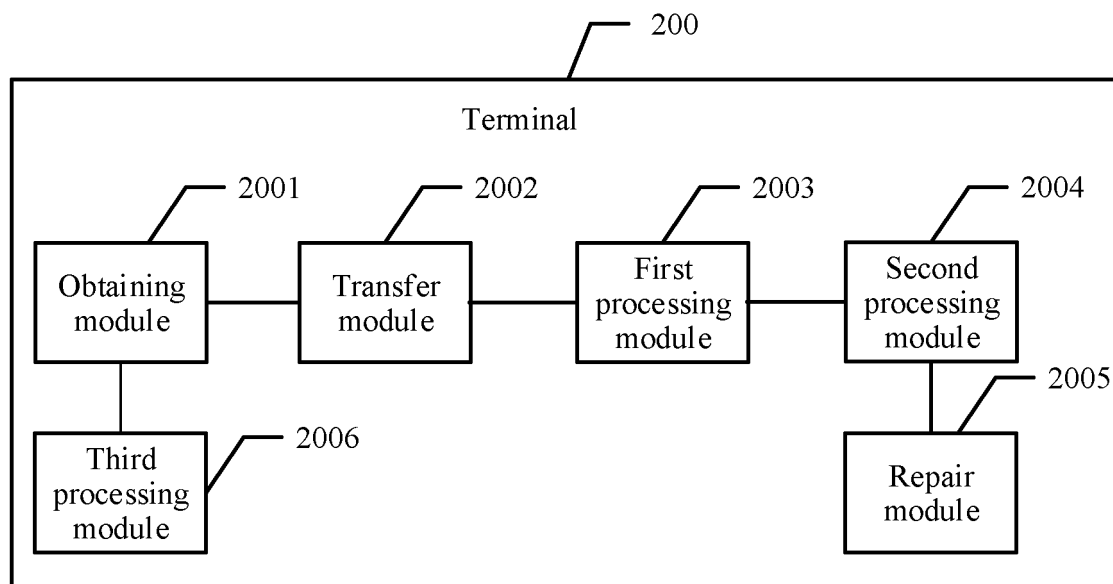 200
Terminal
2001
2002
2003
2004
Obtaining
module
Transfer
module
First
processing
module
Second
processing
module
2005
2006
Third
processing
module
Repair
module